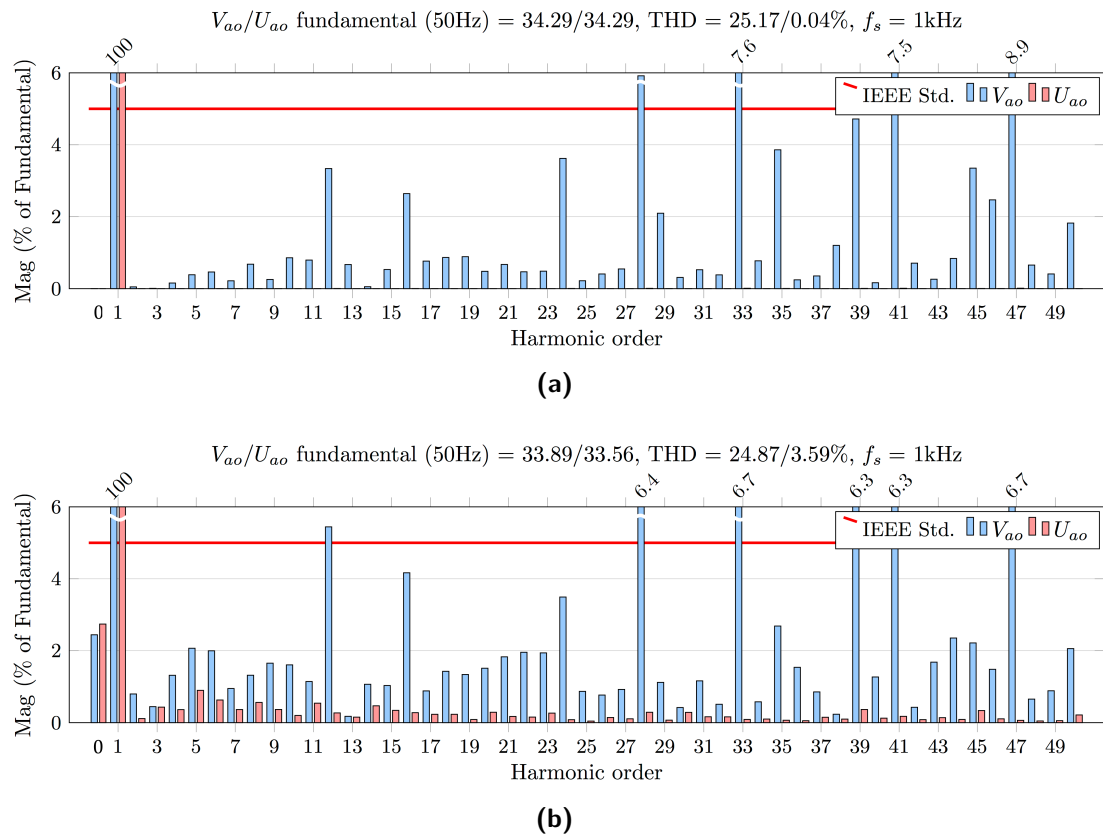 V_ao/U_ao fundamental (50Hz) = 34.29/34.29, THD = 25.17/0.04%, f_s = 1kHz
100 7.6 7.5 8.9
IEEE Std. V_ao U_ao
Mag (% of Fundamental)
6
4
2
0
0 1 3 5 7 9 11 13 15 17 19 21 23 25 27 29 31 33 35 37 39 41 43 45 47 49
Harmonic order
(a)
V_ao/U_ao fundamental (50Hz) = 33.89/33.56, THD = 24.87/3.59%, f_s = 1kHz
100 6.4 6.7 6.3 6.3 6.7
IEEE Std. V_ao U_ao
Mag (% of Fundamental)
6
4
2
0
0 1 3 5 7 9 11 13 15 17 19 21 23 25 27 29 31 33 35 37 39 41 43 45 47 49
Harmonic order
(b)